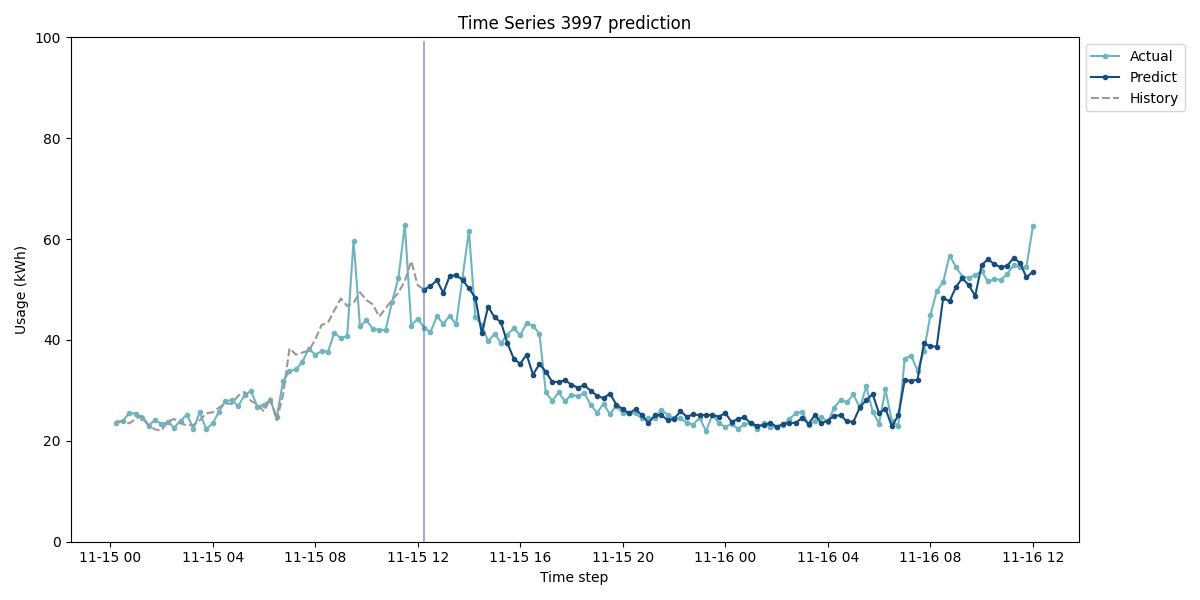 Time Series 3997 prediction
Usage (kWh)
100
80
60
40
20
0
11-15 00
11-15 04
11-15 08
11-15 12
11-15 16
11-15 20
11-16 00
11-16 04
11-16 08
11-16 12
Time step
Actual
Predict
History